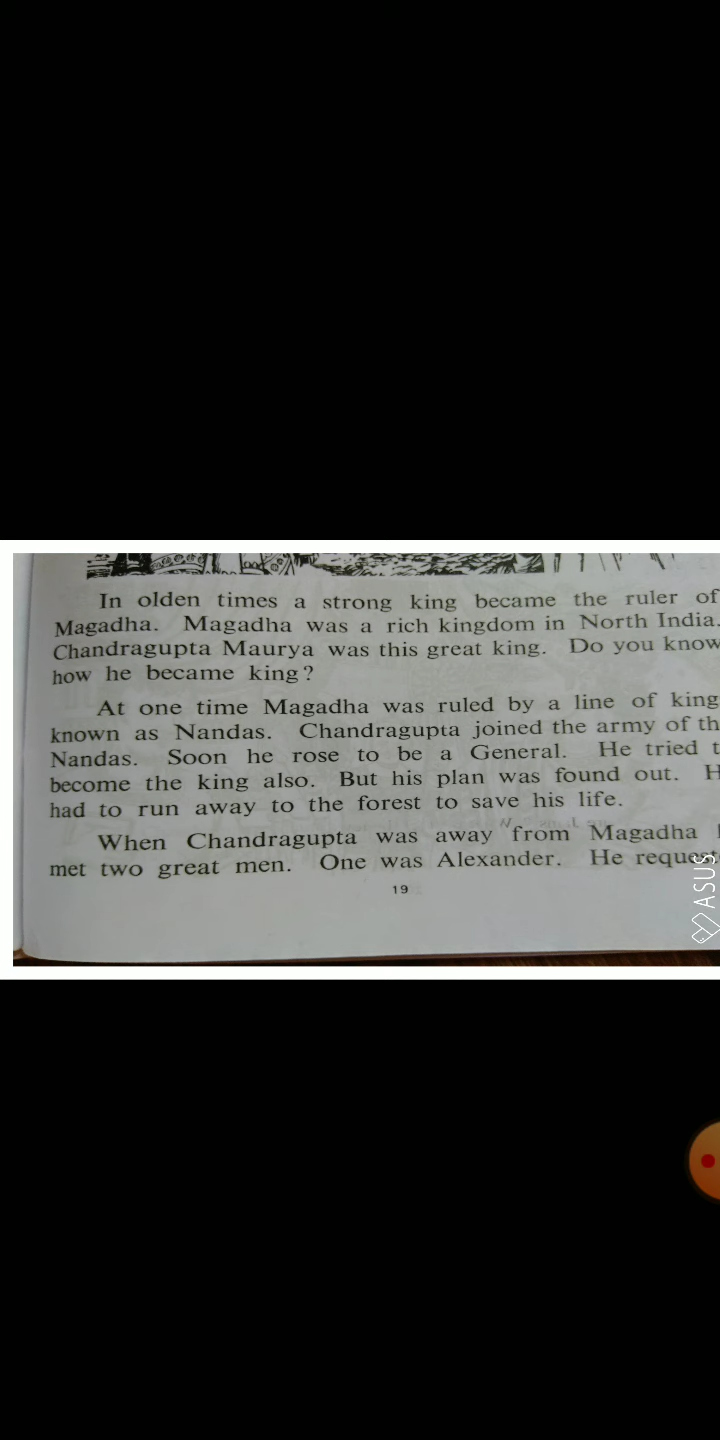 In olden times a strong king became the ruler of
Magadha. Magadha was a rich kingdom in North India.
Chandragupta Maurya was this great king. Do you know
how he became king?
At one time Magadha was ruled by a line of king
known as Nandas. Chandragupta joined the army of th
Nandas. Soon he rose to be a General. He tried t
become the king also. But his plan was found out. H
had to run away to the forest to save his life.
When Chandragupta was away from Magadha
met two great men. One was Alexander. He request
19
ASUS